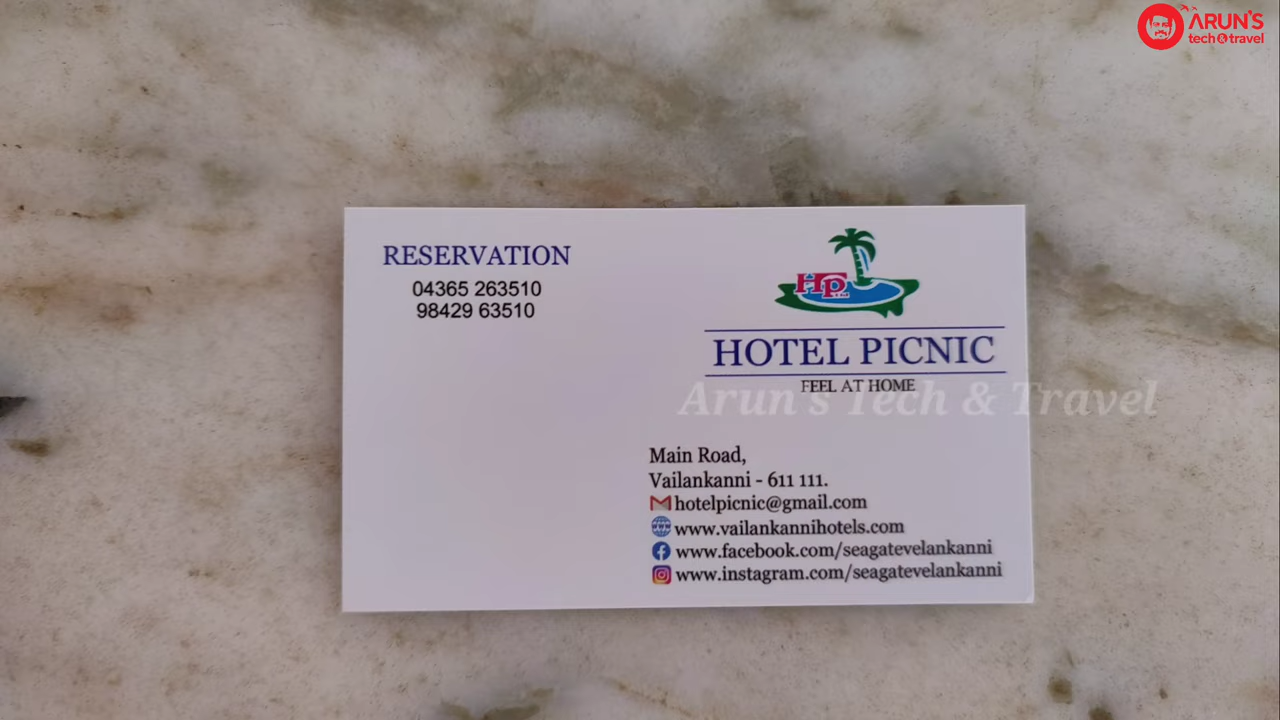 ARUN'S
tech & travel
RESERVATION
04365 263510
98429 63510
HP
HOTEL PICNIC
FEEL AT HOME
Arun's Tech & Travel
Main Road,
Vailankanni - 611 111.
hotelpicnic@gmail.com
www.vailankannihotels.com
www.facebook.com/seagatevelankanni
www.instagram.com/seagatevelankanni